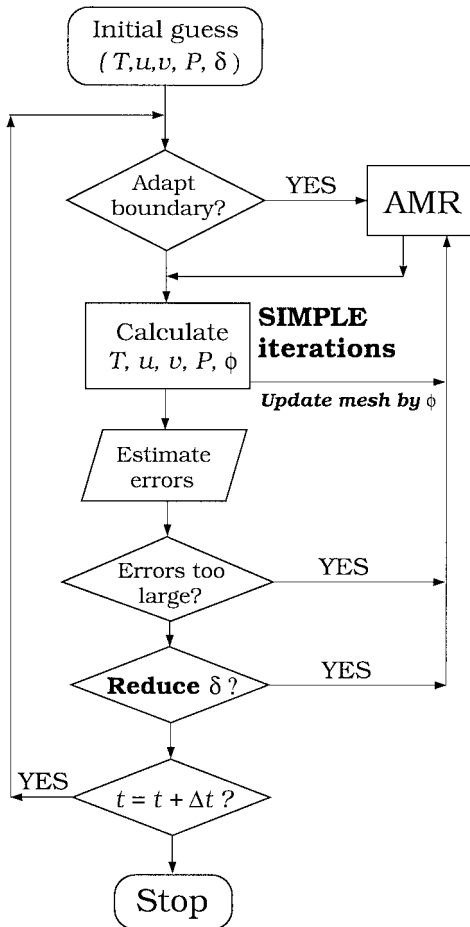 Initial guess
( T,u,v, P, δ )
Adapt
boundary?
YES
AMR
Calculate
T, u, v, P, ϕ
SIMPLE
iterations
Update mesh by ϕ
Estimate
errors
Errors too
large?
YES
Reduce δ ?
YES
YES
t = t + Δt ?
Stop